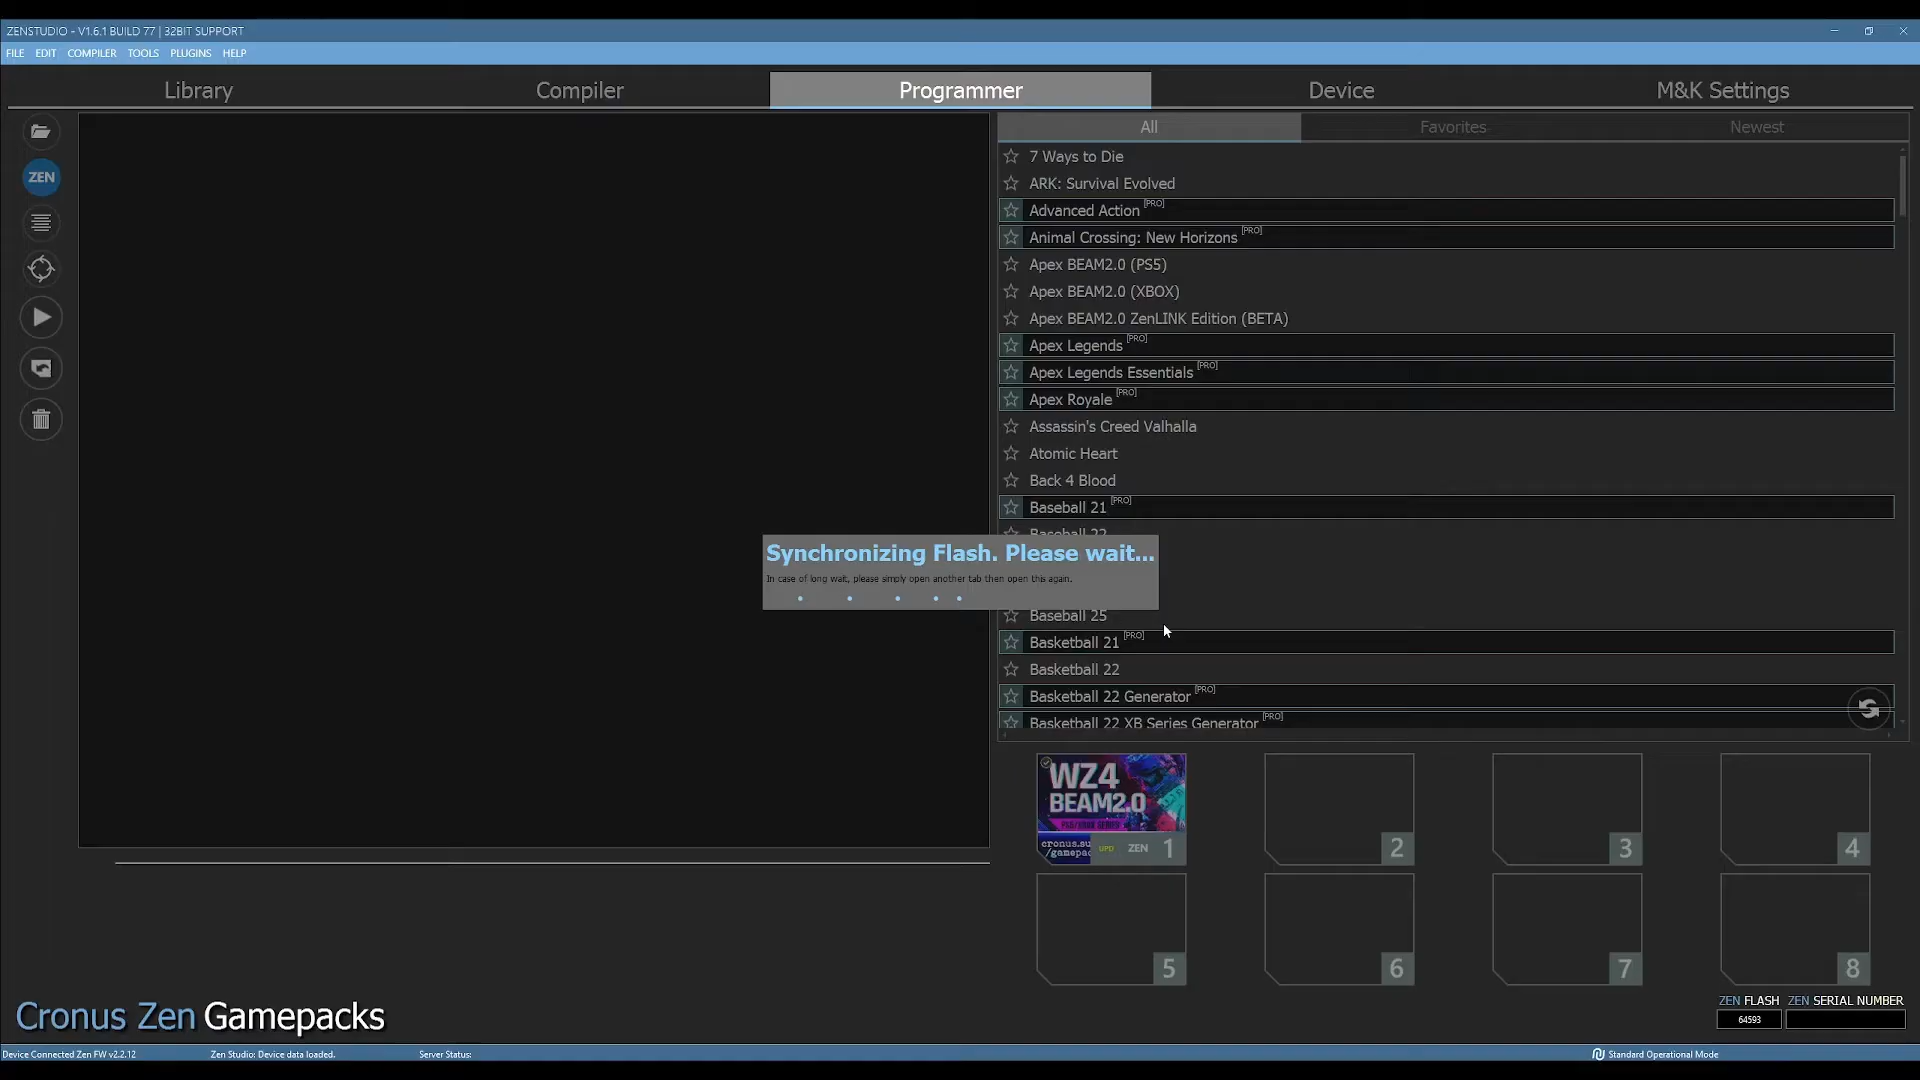 ZENSTUDIO - V1.6.1 BUILD 77 | 32BIT SUPPORT
FILE EDIT COMPILER TOOLS PLUGINS HELP
Library Compiler Programmer Device M&K Settings
All Favorites Newest
ZEN
7 Ways to Die
ARK: Survival Evolved
Advanced Action [PRO]
Animal Crossing: New Horizons [PRO]
Apex BEAM2.0 (PS5)
Apex BEAM2.0 (XBOX)
Apex BEAM2.0 ZenLINK Edition (BETA)
Apex Legends [PRO]
Apex Legends Essentials [PRO]
Apex Royale [PRO]
Assassin's Creed Valhalla
Atomic Heart
Back 4 Blood
Baseball 21 [PRO]
Baseball 22
Synchronizing Flash. Please wait...
In case of long wait, please simply open another tab then open this again.
Baseball 25
Basketball 21 [PRO]
Basketball 22
Basketball 22 Generator [PRO]
Basketball 22 XB Series Generator [PRO]
WZ4
BEAM2.0
cronus.su
/gamepac
UPD ZEN 1
2
3
4
5
6
7
8
Cronus Zen Gamepacks
ZEN FLASH ZEN SERIAL NUMBER
64593
Device Connected Zen FW v2.2.12 Zen Studio: Device data loaded. Server Status: Standard Operational Mode